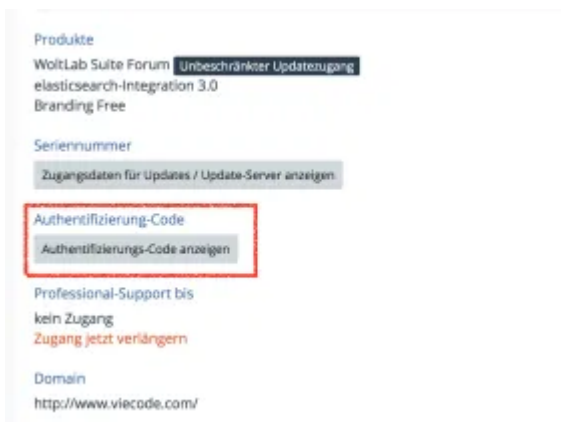 Produkte
WoltLab Suite Forum Unbeschränkter Updatezugang
elasticsearch-Integration 3.0
Branding Free
Seriennummer
Zugangsdaten für Updates / Update-Server anzeigen
Authentifizierung-Code
Authentifizierungs-Code anzeigen
Professional-Support bis
kein Zugang
Zugang jetzt verlängern
Domain
http://www.viecode.com/